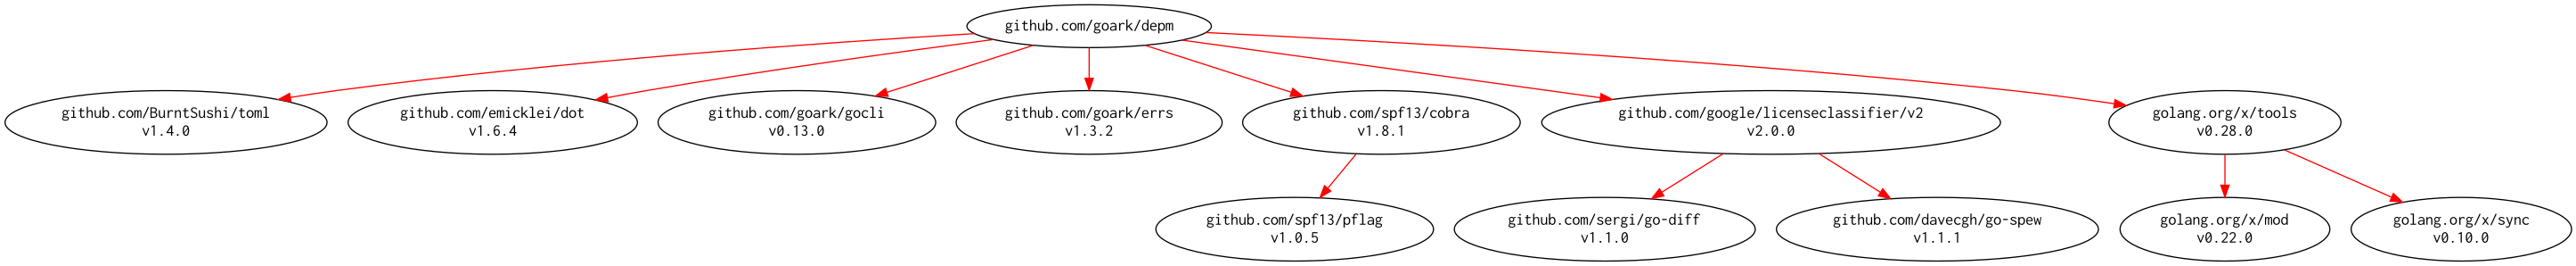 github.com/goark/depm
github.com/BurntSushi/toml
v1.4.0
github.com/emicklei/dot
v1.6.4
github.com/goark/gocli
v0.13.0
github.com/goark/errs
v1.3.2
github.com/spf13/cobra
v1.8.1
github.com/google/licenseclassifier/v2
v2.0.0
golang.org/x/tools
v0.28.0
github.com/spf13/pflag
v1.0.5
github.com/sergi/go-diff
v1.1.0
github.com/davecgh/go-spew
v1.1.1
golang.org/x/mod
v0.22.0
golang.org/x/sync
v0.10.0